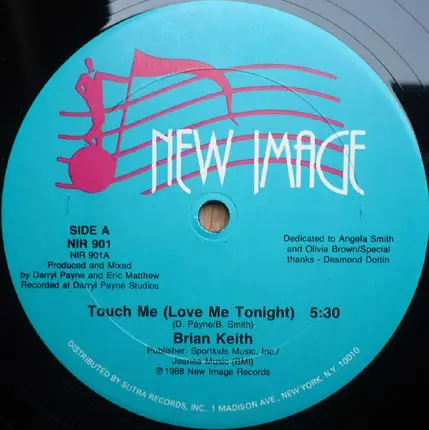 NEW IMAGE
SIDE A
NIR 901
NIR 901A
Produced and Mixed
by Darryl Payne and Eric Matthew
Recorded at Darryl Payne Studios
Dedicated to Angela Smith
and Olivia Brown/Special
thanks - Desmond Dottin
Touch Me (Love Me Tonight) 5:30
(D. Payne/B. Smith)
Brian Keith
Publisher: Sportkids Music, Inc./
Jeanea Music (BMI)
℗ 1988 New Image Records
DISTRIBUTED BY SUTRA RECORDS, INC., 1 MADISON AVE., NEW YORK, N.Y. 10010